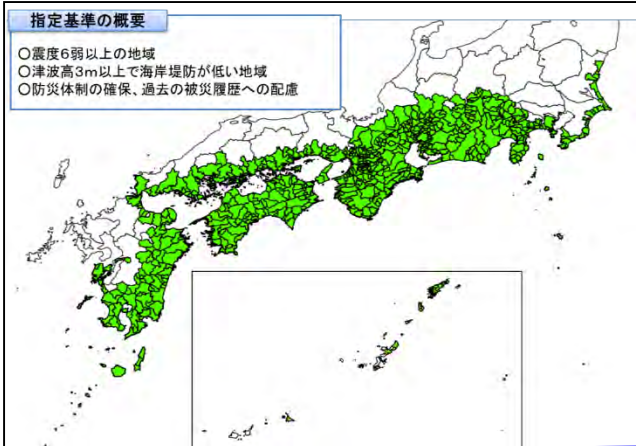 指定基準の概要
○震度6弱以上の地域
○津波高3m以上で海岸堤防が低い地域
○防災体制の確保、過去の被災履歴への配慮